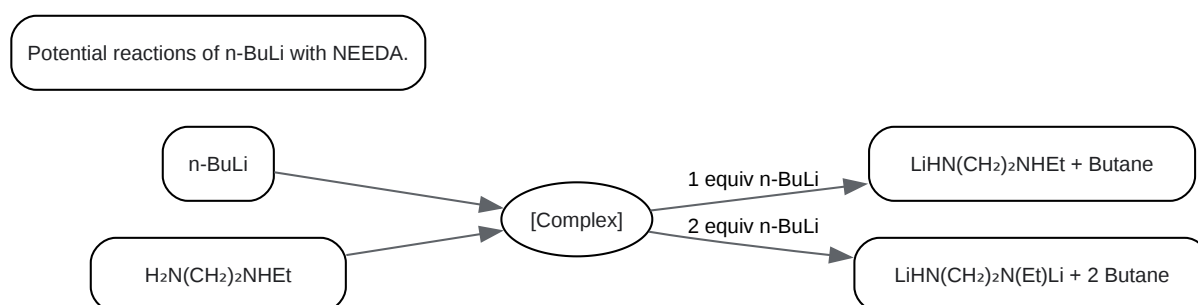 Potential reactions of n-BuLi with NEEDA.
n-BuLi
H₂N(CH₂)₂NHEt
[Complex]
1 equiv n-BuLi
2 equiv n-BuLi
LiHN(CH₂)₂NHEt + Butane
LiHN(CH₂)₂N(Et)Li + 2 Butane